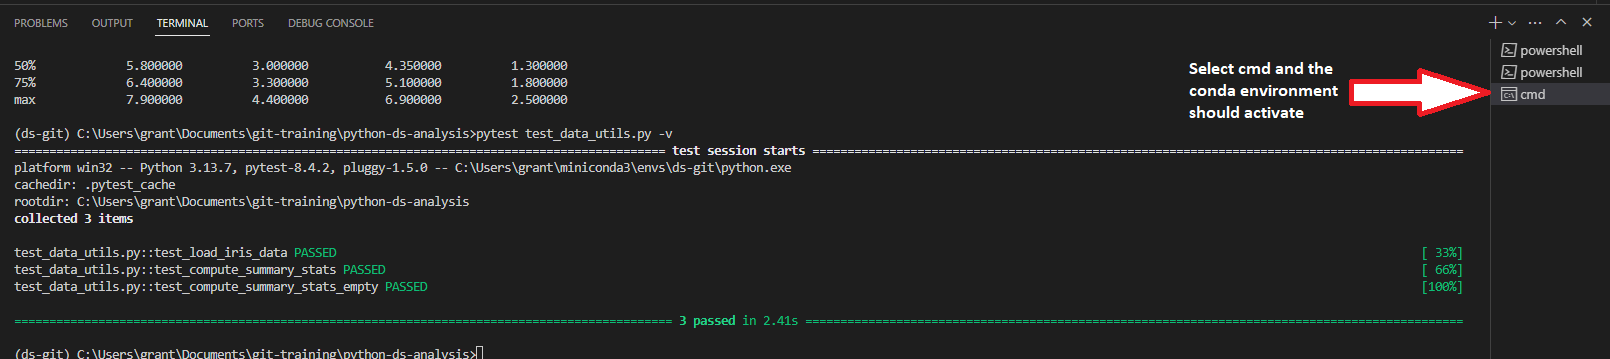 PROBLEMS OUTPUT TERMINAL PORTS DEBUG CONSOLE
50% 5.800000 3.000000 4.350000 1.300000
75% 6.400000 3.300000 5.100000 1.800000
max 7.900000 4.400000 6.900000 2.500000
(ds-git) C:\Users\grant\Documents\git-training\python-ds-analysis>pytest test_data_utils.py -v
============================================================================================= test session starts =============================================================================================
platform win32 -- Python 3.13.7, pytest-8.4.2, pluggy-1.5.0 -- C:\Users\grant\miniconda3\envs\ds-git\python.exe
cachedir: .pytest_cache
rootdir: C:\Users\grant\Documents\git-training\python-ds-analysis
collected 3 items
test_data_utils.py::test_load_iris_data PASSED [ 33%]
test_data_utils.py::test_compute_summary_stats PASSED [ 66%]
test_data_utils.py::test_compute_summary_stats_empty PASSED [100%]
============================================================================================== 3 passed in 2.41s ==============================================================================================
(ds-git) C:\Users\grant\Documents\git-training\python-ds-analysis>
Select cmd and the
conda environment
should activate
powershell
powershell
cmd